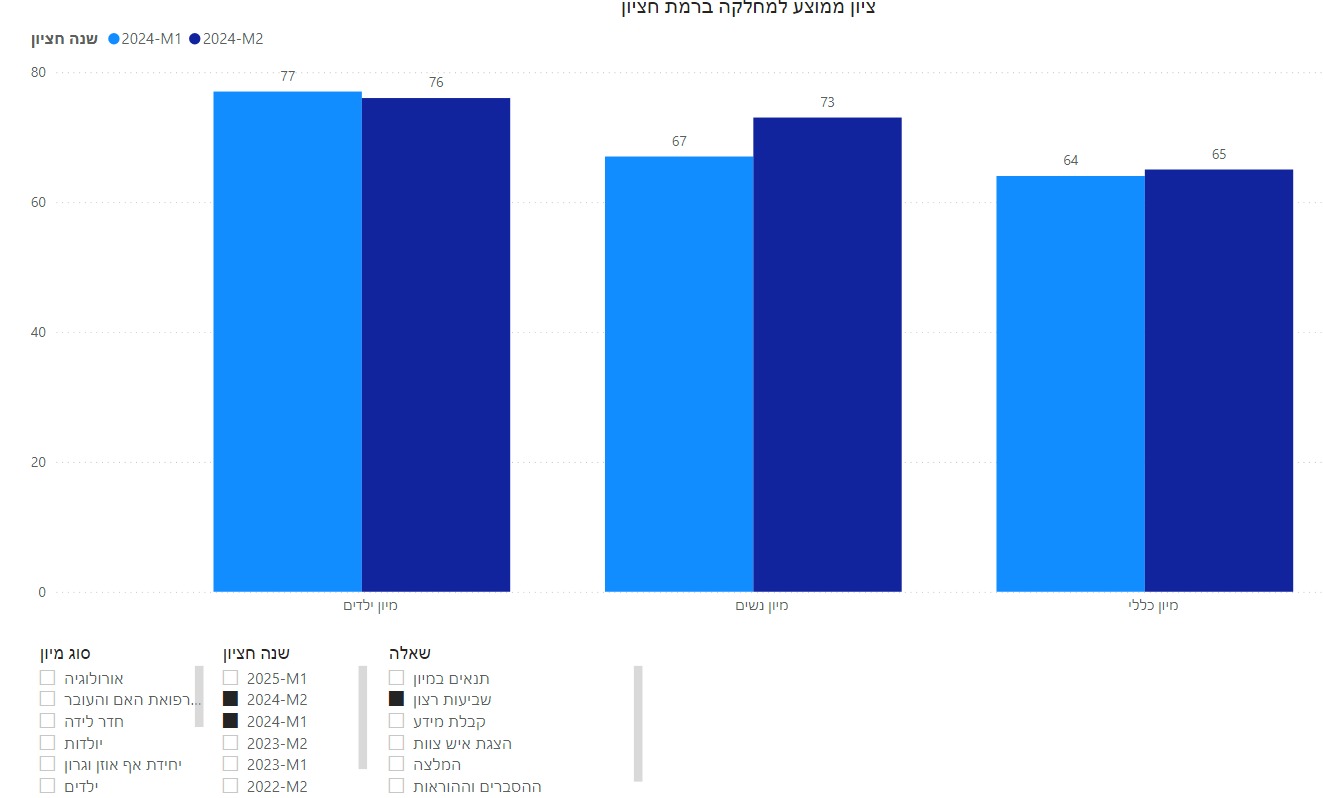 ציון ממוצע למחלקה ברמת חציון
שנה חציון 2024-M1 2024-M2
80
60
40
20
0
77
76
67
73
64
65
מיון ילדים
מיון נשים
מיון כללי
סוג מיון
אורולוגיה
רפואת האם והעובר...
חדר לידה
יולדות
יחידת אף אוזן וגרון
ילדים
שנה חציון
2025-M1
2024-M2
2024-M1
2023-M2
2023-M1
2022-M2
שאלה
תנאים במיון
שביעות רצון
קבלת מידע
הצגת איש צוות
המלצה
ההסברים וההוראות